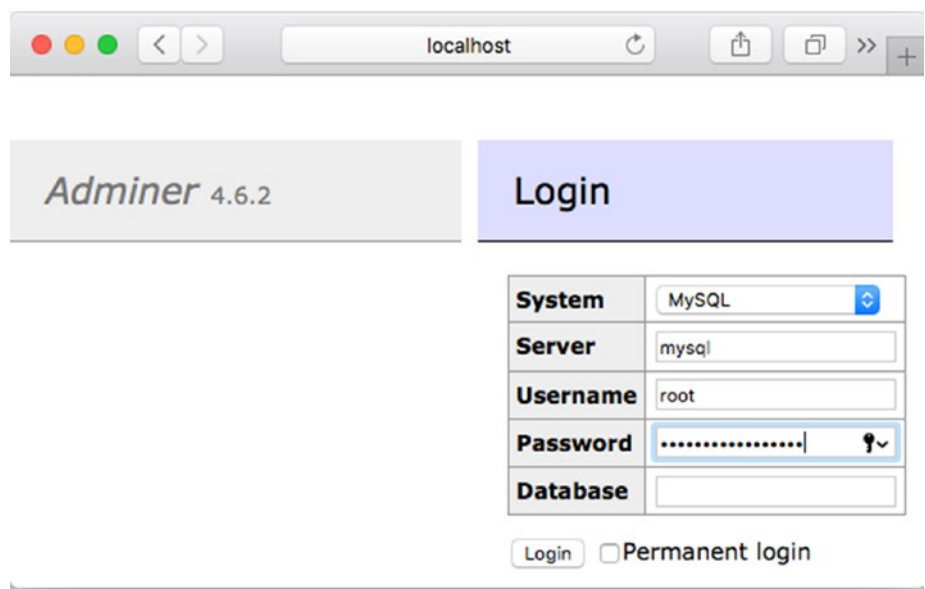 localhost
Adminer 4.6.2
Login
System MySQL
Server mysql
Username root
Password •••••••••••••••••
Database
Login Permanent login